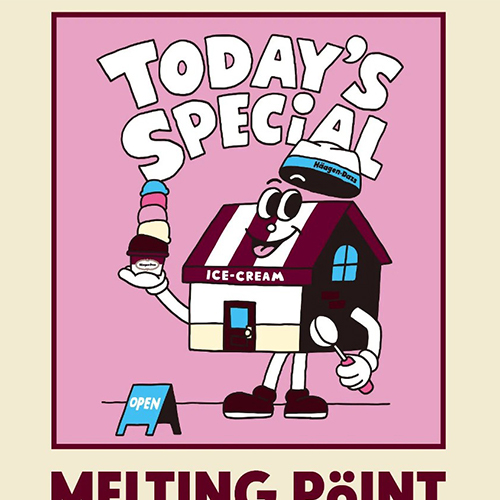 TODAY'S
SPECiAL
Häagen-Dazs
ICE-CREAM
OPEN
MELTING PÖINT